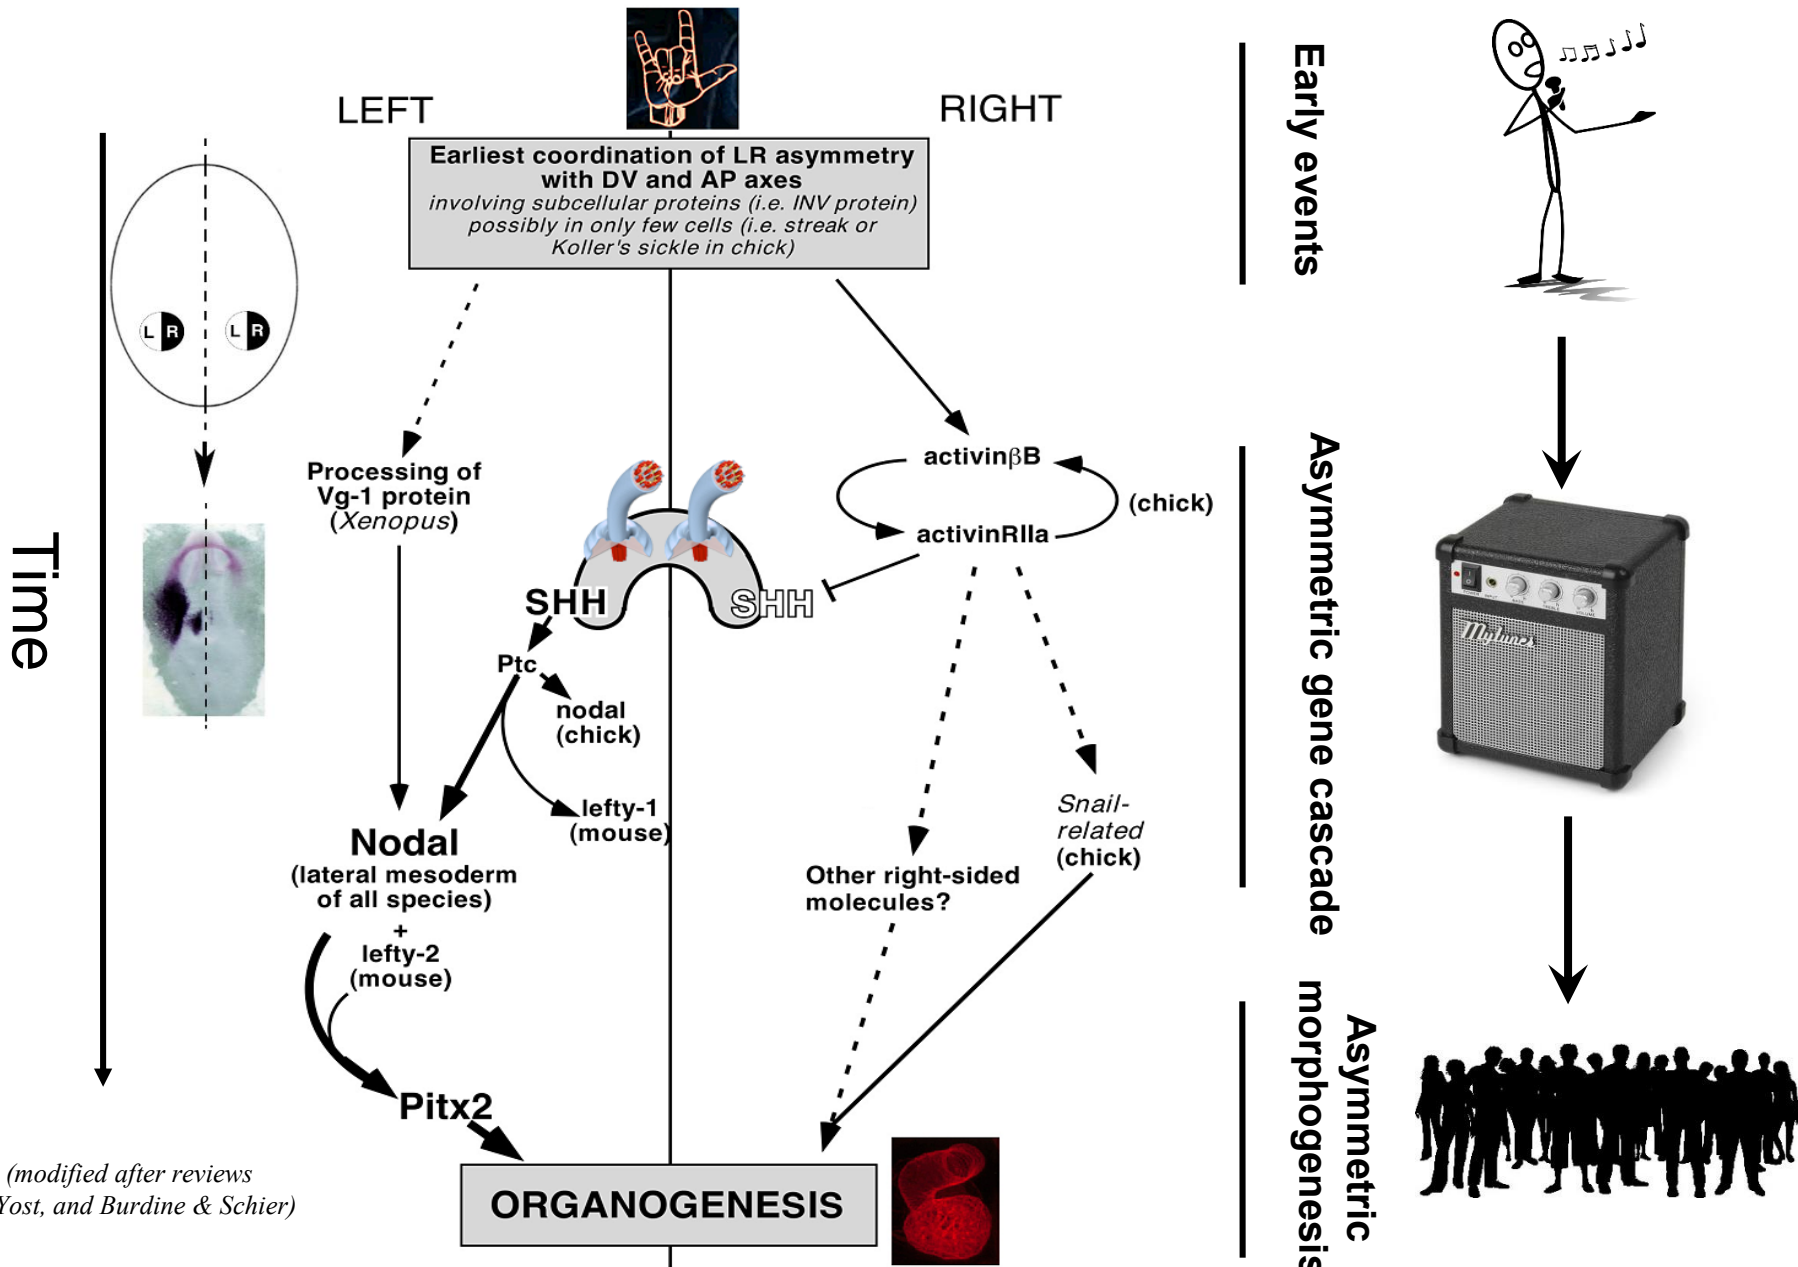 LEFT
RIGHT
Earliest coordination of LR asymmetry
with DV and AP axes
involving subcellular proteins (i.e. INV protein)
possibly in only few cells (i.e. streak or
Koller's sickle in chick)
Early events
L R
L R
Time
Processing of
Vg-1 protein
(Xenopus)
activinβB
(chick)
activinRIIa
SHH
SHH
Ptc
nodal
(chick)
lefty-1
(mouse)
Nodal
(lateral mesoderm
of all species)
+
lefty-2
(mouse)
Snail-
related
(chick)
Other right-sided
molecules?
Asymmetric gene cascade
Mytunes
Pitx2
ORGANOGENESIS
Asymmetric
morphogenesis
(modified after reviews
Yost, and Burdine & Schier)